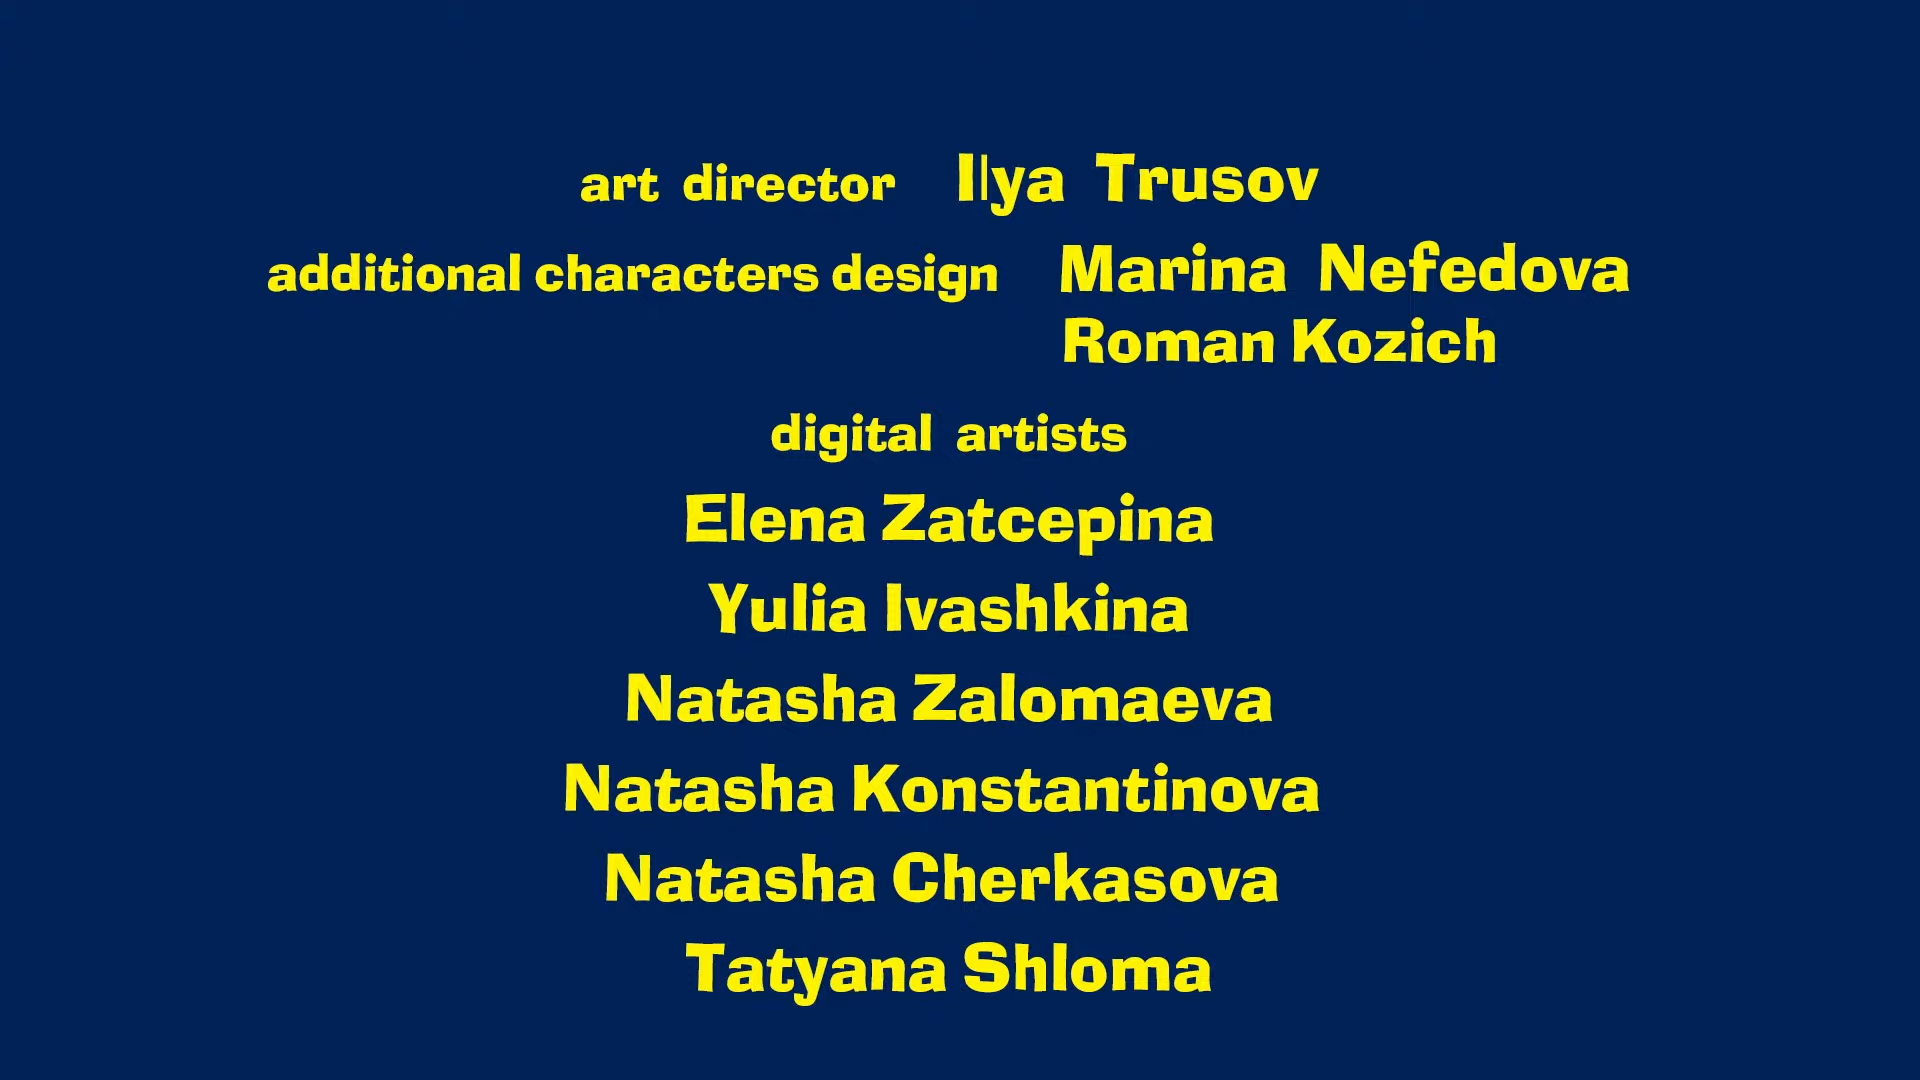 art director Ilya Trusov
additional characters design Marina Nefedova
Roman Kozich
digital artists
Elena Zatcepina
Yulia Ivashkina
Natasha Zalomaeva
Natasha Konstantinova
Natasha Cherkasova
Tatyana Shloma